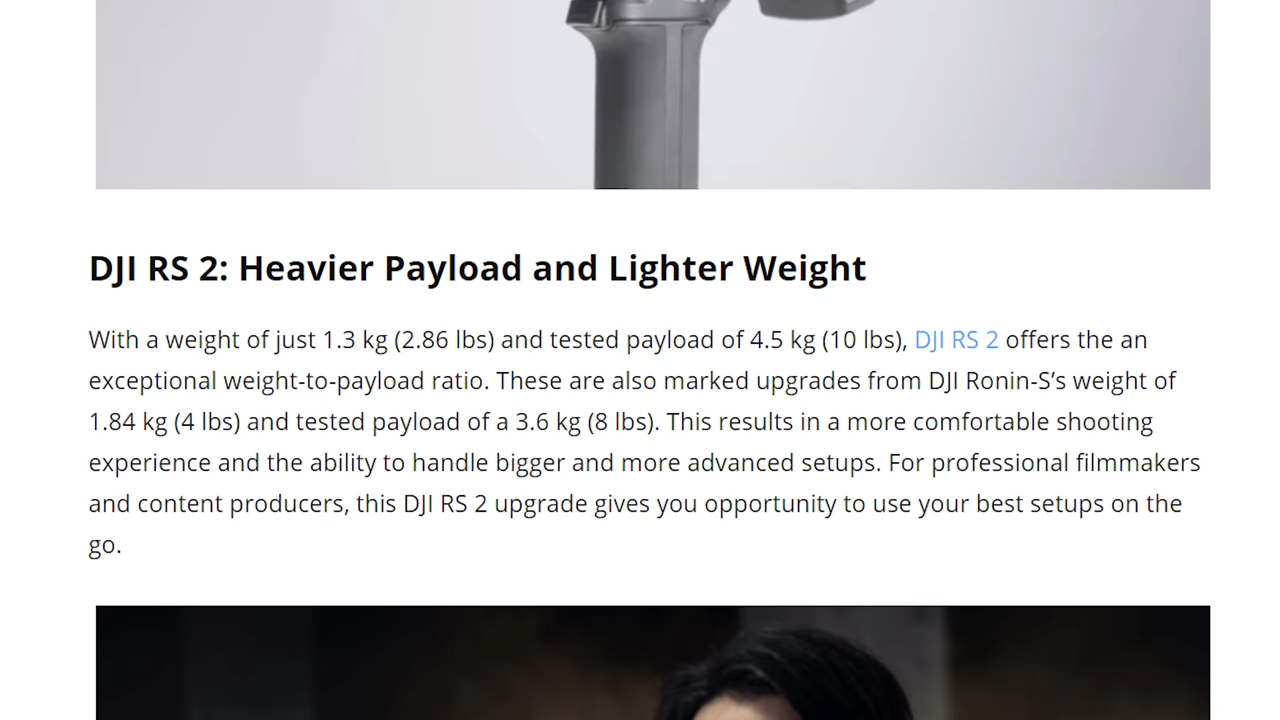 DJI RS 2: Heavier Payload and Lighter Weight
With a weight of just 1.3 kg (2.86 lbs) and tested payload of 4.5 kg (10 lbs), DJI RS 2 offers the an
exceptional weight-to-payload ratio. These are also marked upgrades from DJI Ronin-S’s weight of
1.84 kg (4 lbs) and tested payload of a 3.6 kg (8 lbs). This results in a more comfortable shooting
experience and the ability to handle bigger and more advanced setups. For professional filmmakers
and content producers, this DJI RS 2 upgrade gives you opportunity to use your best setups on the
go.